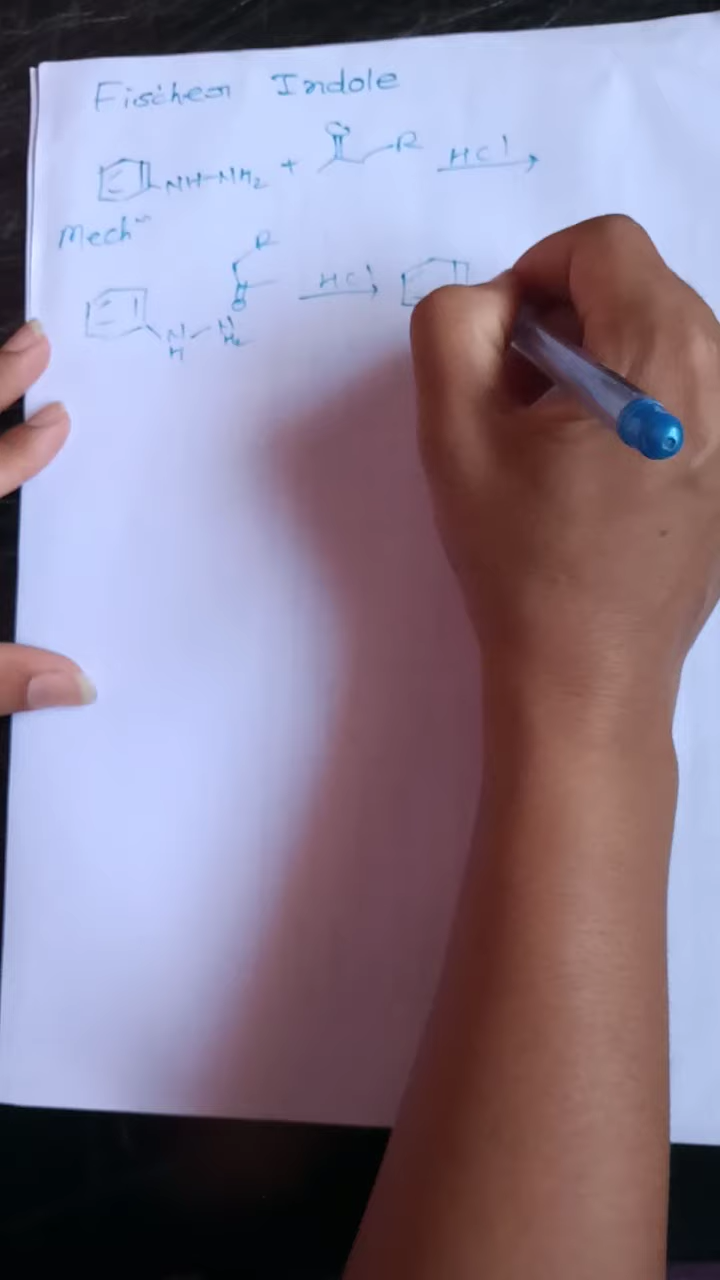 Fischer Indole
NH-NH2 + O R HCl
Mechn
R
O HCl
N H N H2